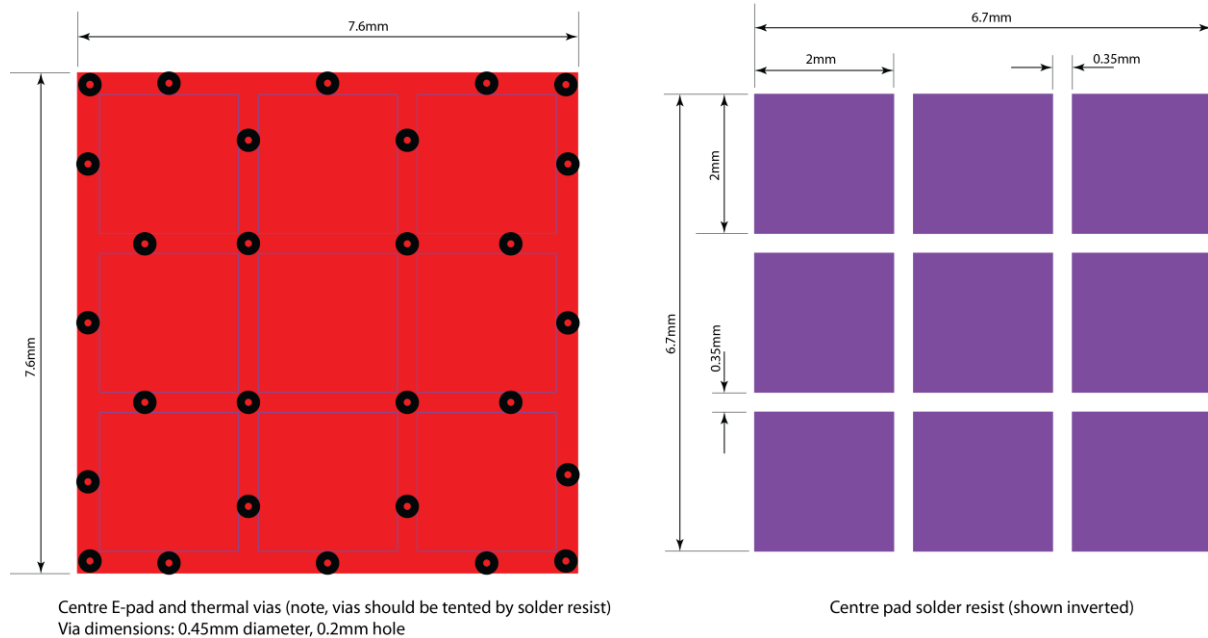 7.6mm
6.7mm
2mm
0.35mm
2mm
7.6mm
6.7mm
0.35mm
Centre E-pad and thermal vias (note, vias should be tented by solder resist)
Via dimensions: 0.45mm diameter, 0.2mm hole
Centre pad solder resist (shown inverted)